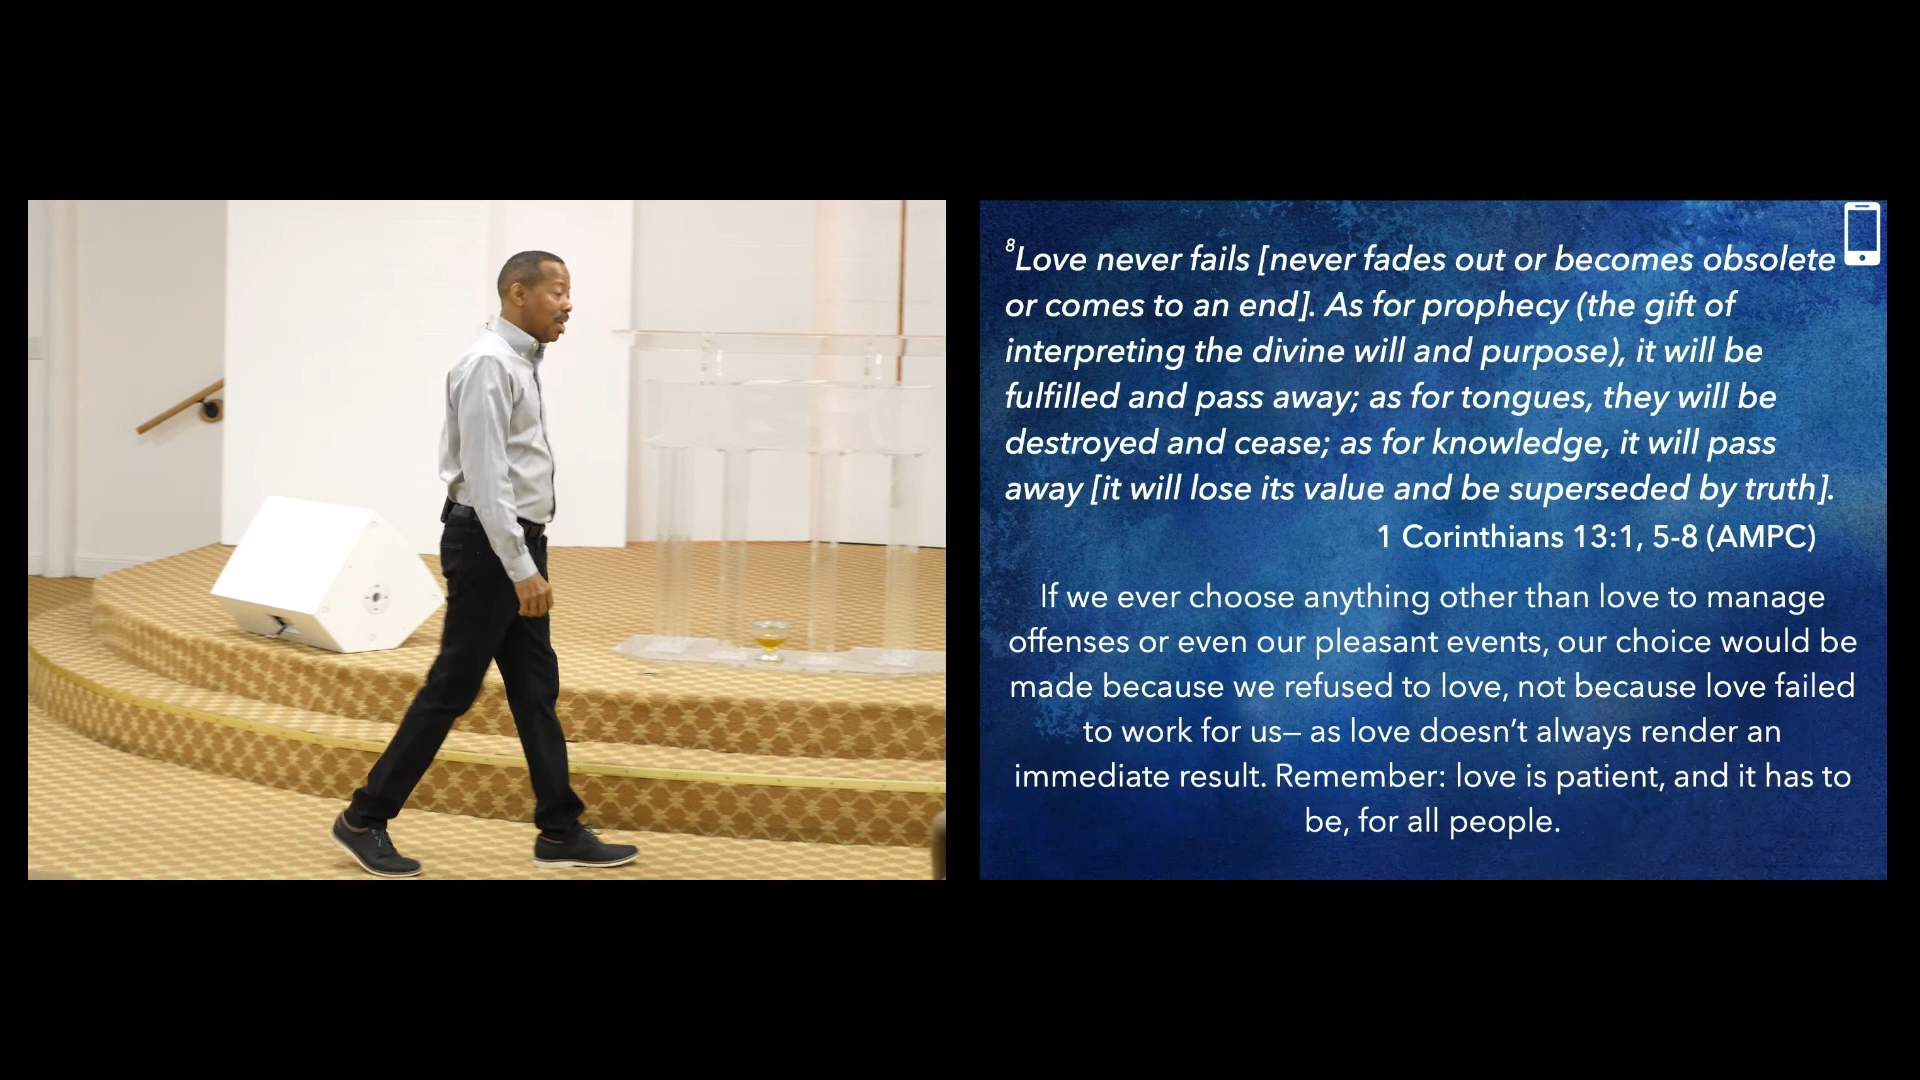 ⁸Love never fails [never fades out or becomes obsolete
or comes to an end]. As for prophecy (the gift of
interpreting the divine will and purpose), it will be
fulfilled and pass away; as for tongues, they will be
destroyed and cease; as for knowledge, it will pass
away [it will lose its value and be superseded by truth].
1 Corinthians 13:1, 5-8 (AMPC)
If we ever choose anything other than love to manage
offenses or even our pleasant events, our choice would be
made because we refused to love, not because love failed
to work for us– as love doesn’t always render an
immediate result. Remember: love is patient, and it has to
be, for all people.